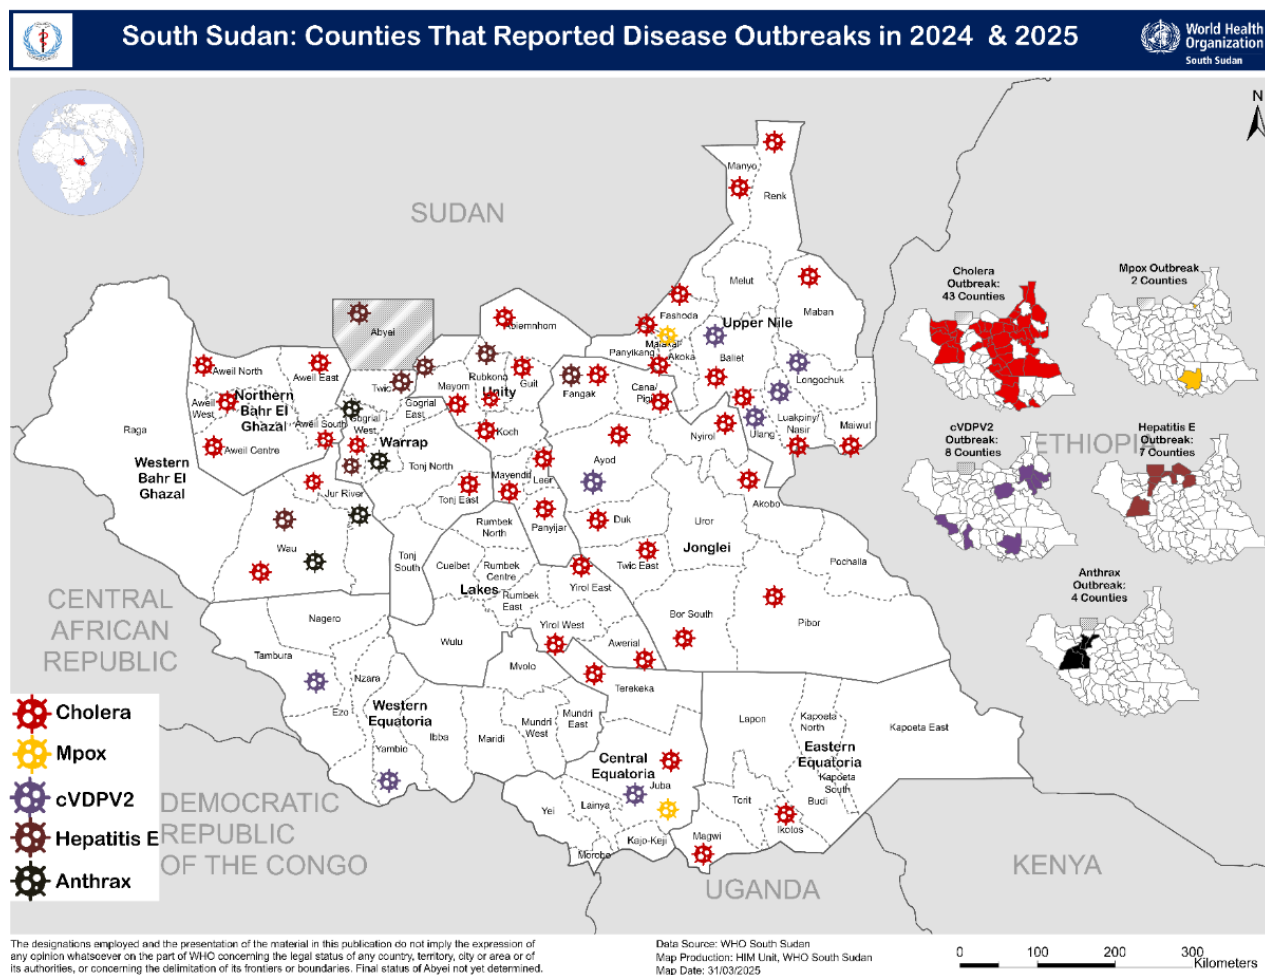 South Sudan: Counties That Reported Disease Outbreaks in 2024 & 2025
World Health
Organization
South Sudan
N
SUDAN
Manyo
Renk
Melut
Maban
Fashoda
Upper Nile
Malakal
Panyikang
Akoka
Baliet
Longochuk
Canal/
Pigi
Luakpiny/
Nasir
Maiwut
Ulang
Nyirol
Abyei
Abiemnhom
Twic
Mayom
Rubkona
Unity
Guit
Fangak
Aweil North
Aweil East
Aweil
West
Northern
Bahr El
Ghazal
Aweil South
Aweil Centre
Gogrial
West
Gogrial
East
Warrap
Koch
Raga
Western
Bahr El
Ghazal
Tonj North
Mayendit
Leer
Ayod
Jur River
Tonj East
Panyijar
Duk
Akobo
Uror
Wau
Rumbek
North
Jonglei
Tonj
South
Cueibet
Rumbek
Centre
Twic East
Pochalla
Lakes
Rumbek
East
Yirol East
Nagero
Yirol West
Bor South
Pibor
Wulu
Awerial
Tambura
Mvolo
Nzara
Terekeka
Ezo
Western
Equatoria
Ibba
Maridi
Mundri
West
Mundri
East
Lapon
Kapoeta
North
Kapoeta East
Yambio
Central
Equatoria
Eastern
Equatoria
Juba
Kapoeta
South
Yei
Lainya
Torit
Budi
Ikotos
Magwi
Kajo-Keji
Morobo
CENTRAL
AFRICAN
REPUBLIC
DEMOCRATIC
REPUBLIC
OF THE CONGO
UGANDA
KENYA
ETHIOPIA
Cholera
Outbreak:
43 Counties
Mpox Outbreak
2 Counties
cVDPV2
Outbreak:
8 Counties
Hepatitis E
Outbreak:
7 Counties
Anthrax
Outbreak:
4 Counties
Cholera
Mpox
cVDPV2
Hepatitis E
Anthrax
The designations employed and the presentation of the material in this publication do not imply the expression of
any opinion whatsoever on the part of WHO concerning the legal status of any country, territory, city or area or of
its authorities, or concerning the delimitation of its frontiers or boundaries. Final status of Abyei not yet determined.
Data Source: WHO South Sudan
Map Production: HIM Unit, WHO South Sudan
Map Date: 31/03/2025
0 100 200 300
Kilometers